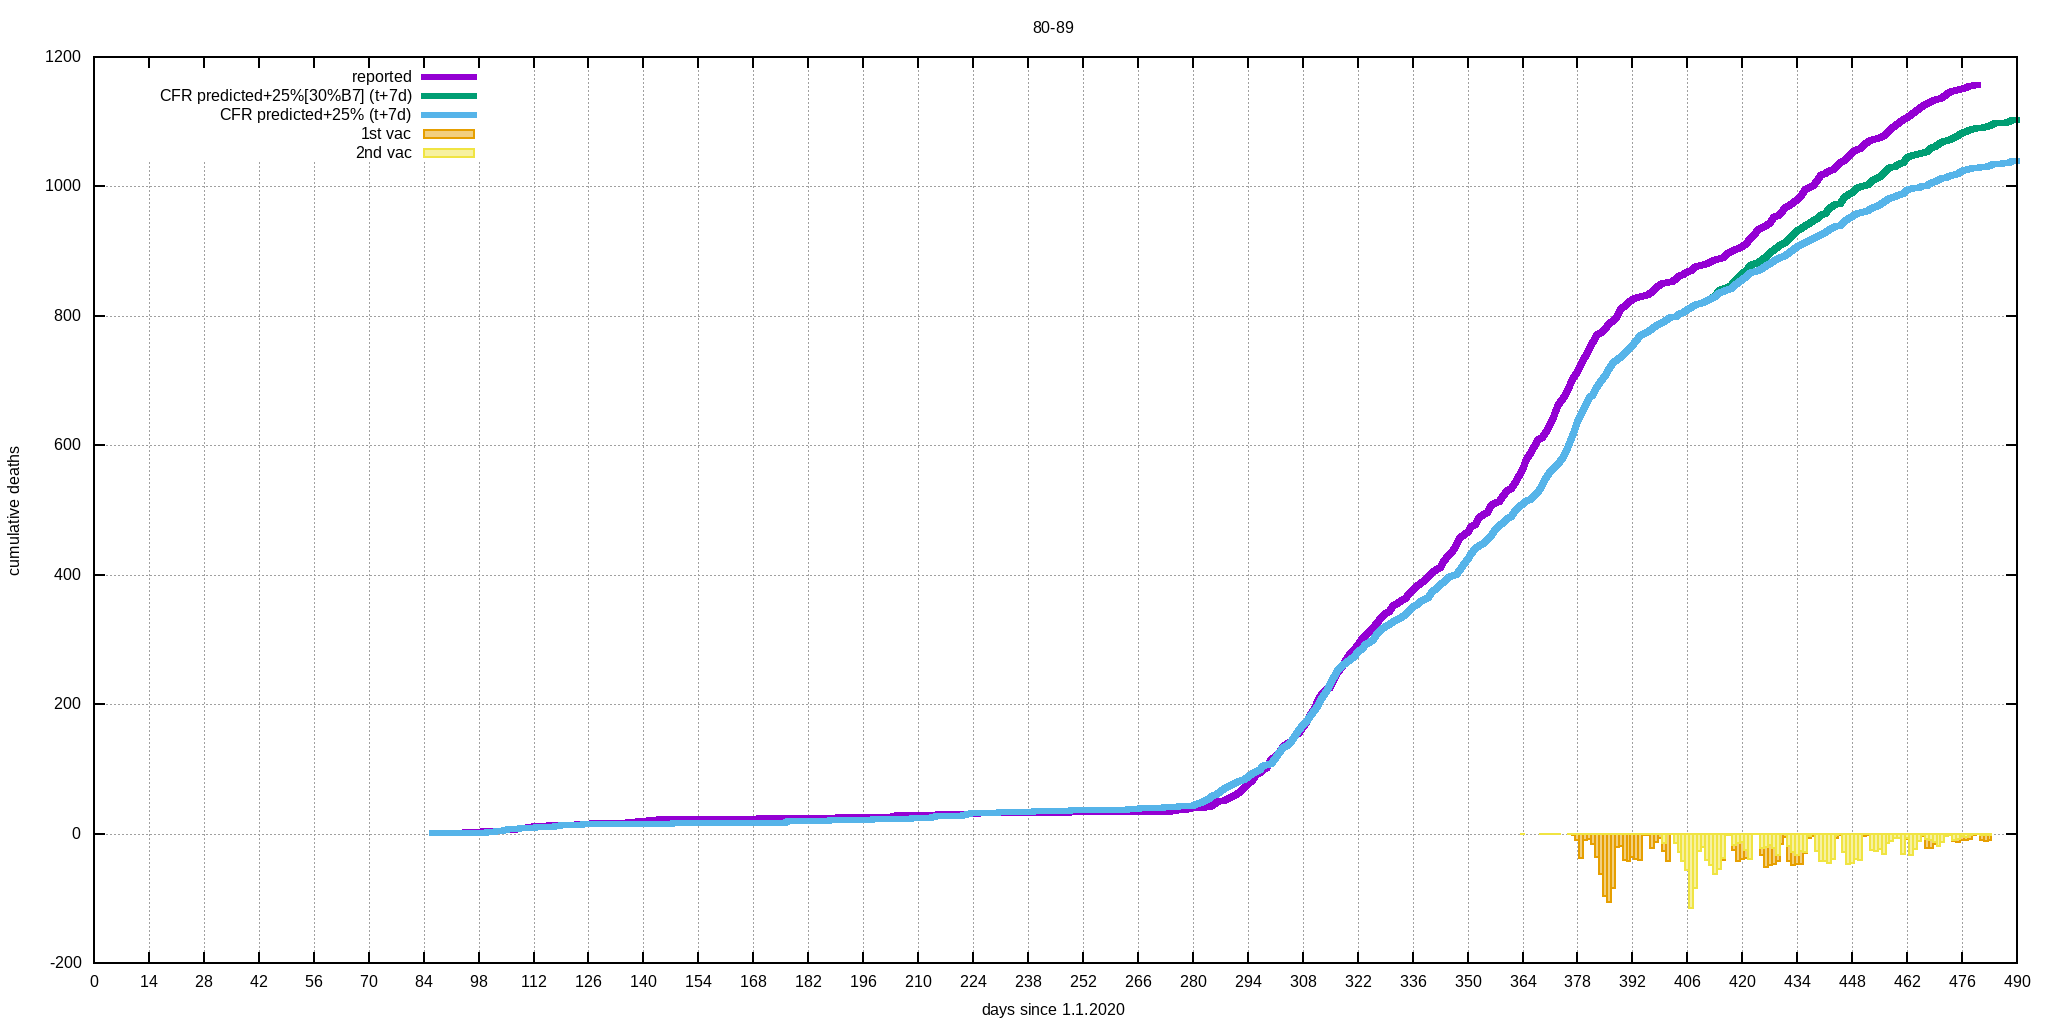 80-89
reported
CFR predicted+25%[30%B7] (t+7d)
CFR predicted+25% (t+7d)
1st vac
2nd vac
1200
1000
800
600
400
200
0
-200
cumulative deaths
0 14 28 42 56 70 84 98 112 126 140 154 168 182 196 210 224 238 252 266 280 294 308 322 336 350 364 378 392 406 420 434 448 462 476 490
days since 1.1.2020